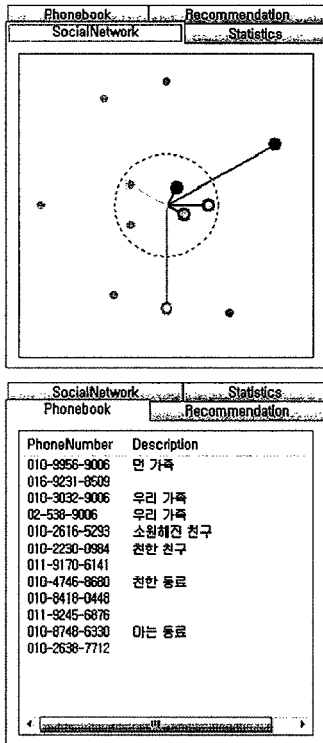 Phonebook Recommendation
SocialNetwork Statistics
SocialNetwork Statistics
Phonebook Recommendation
PhoneNumber Description
010-9956-9006 먼 가족
016-9231-8509
010-3032-9006 우리 가족
02-538-9006 우리 가족
010-2616-5293 소원해진 친구
010-2230-0984 친한 친구
011-9170-6141
010-4746-8680 친한 동료
010-8418-0448
011-9245-6876
010-8748-6330 아는 동료
010-2638-7712